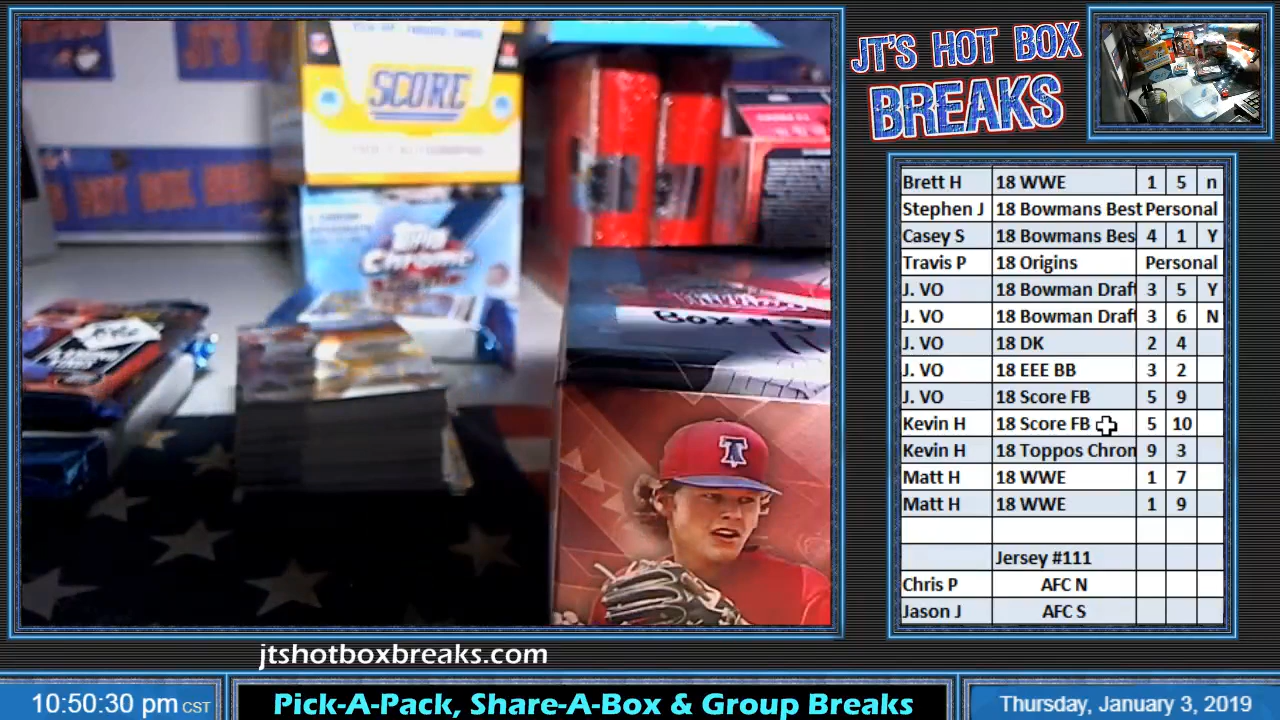 SCORE
Topps
Chrome
Box #3
T
JT'S HOT BOX
BREAKS
Brett H 18 WWE 1 5 n
Stephen J 18 Bowmans Best Personal
Casey S 18 Bowmans Bes 4 1 Y
Travis P 18 Origins Personal
J. VO 18 Bowman Draft 3 5 Y
J. VO 18 Bowman Draft 3 6 N
J. VO 18 DK 2 4
J. VO 18 EEE BB 3 2
J. VO 18 Score FB 5 9
Kevin H 18 Score FB 5 10
Kevin H 18 Toppos Chron 9 3
Matt H 18 WWE 1 7
Matt H 18 WWE 1 9
Jersey #111
Chris P AFC N
Jason J AFC S
jtshotboxbreaks.com
10:50:30 pm CST
Pick-A-Pack, Share-A-Box & Group Breaks
Thursday, January 3, 2019